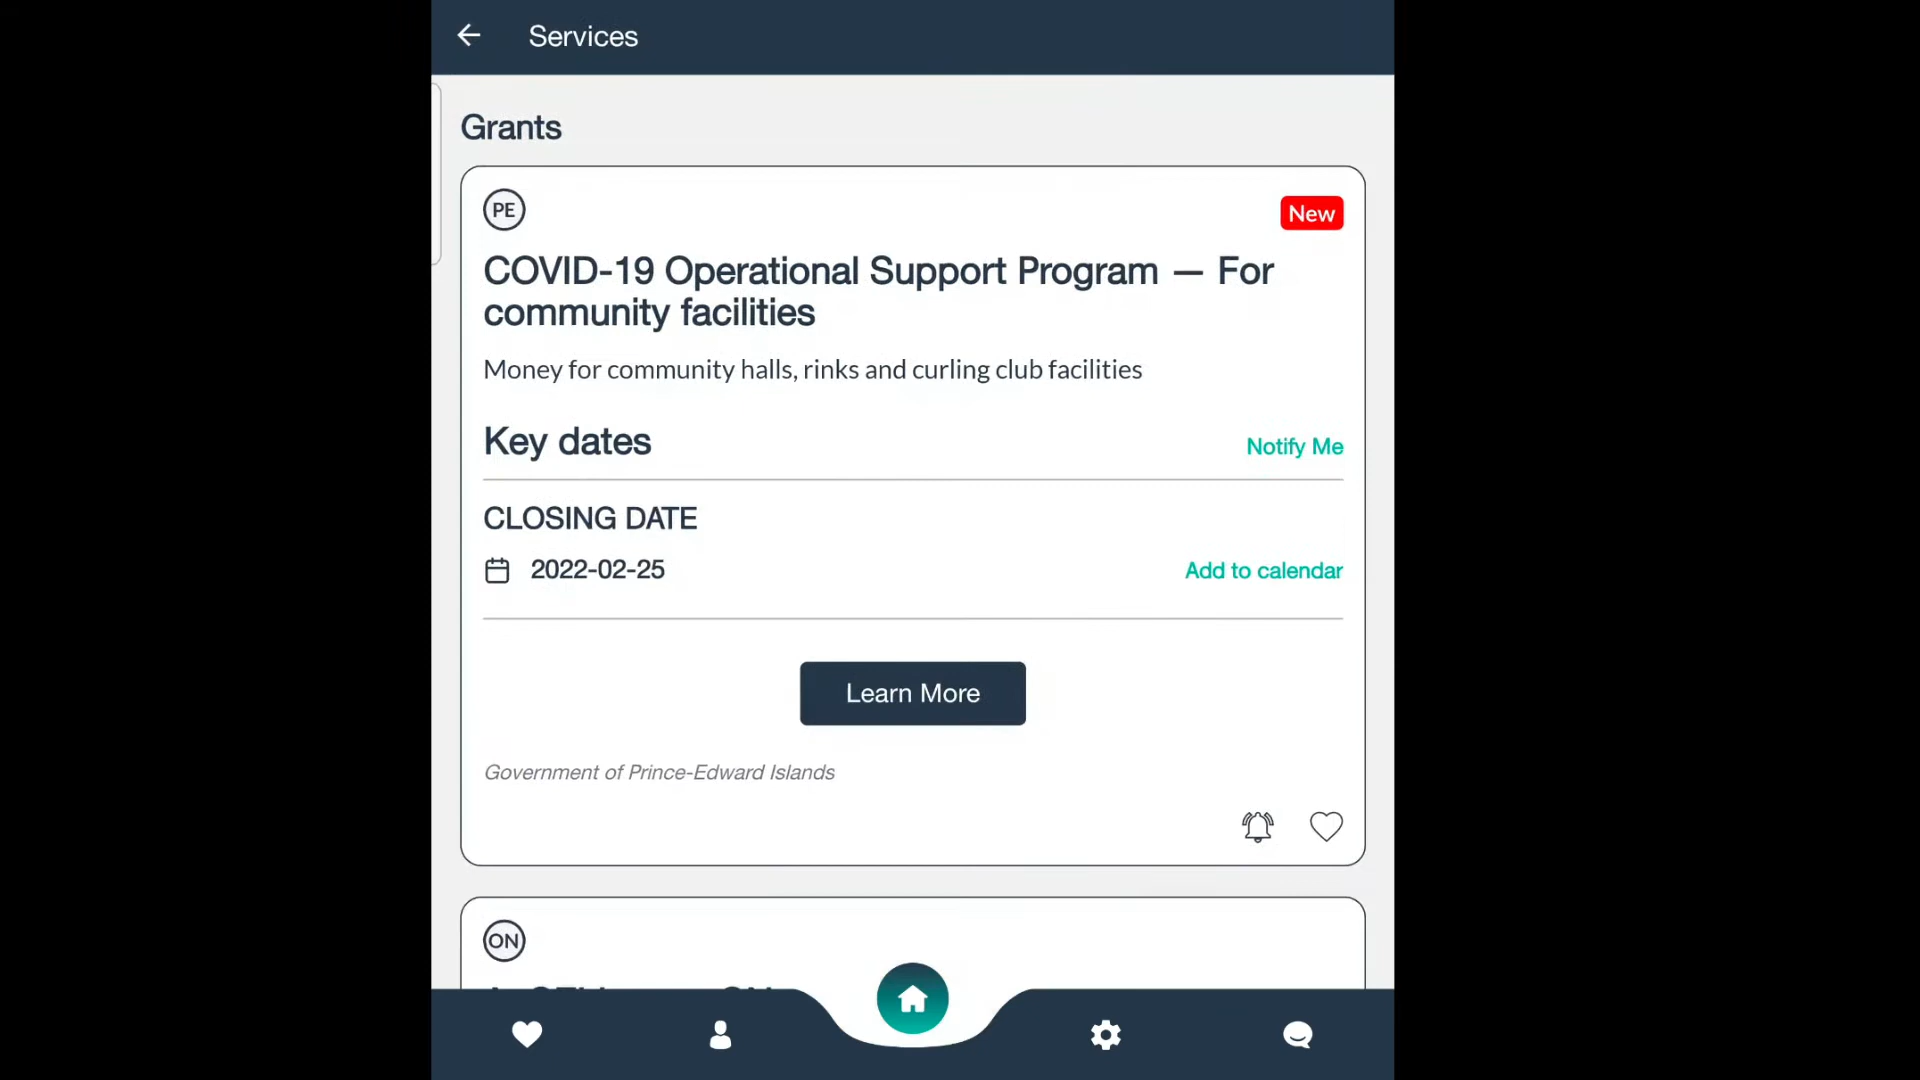 Services
Grants
PE
New
COVID-19 Operational Support Program — For
community facilities
Money for community halls, rinks and curling club facilities
Key dates
Notify Me
CLOSING DATE
2022-02-25
Add to calendar
Learn More
Government of Prince-Edward Islands
ON